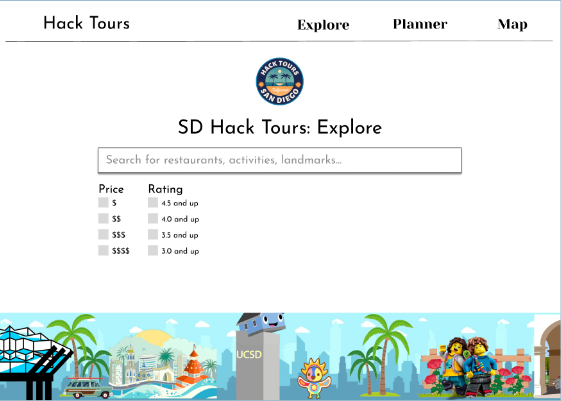 Hack Tours
Explore
Planner
Map
HACK TOURS
SAN DIEGO
SD Hack Tours: Explore
Search for restaurants, activities, landmarks...
Price
Rating
$
4.5 and up
$$
4.0 and up
$$$
3.5 and up
$$$$
3.0 and up
UCSD